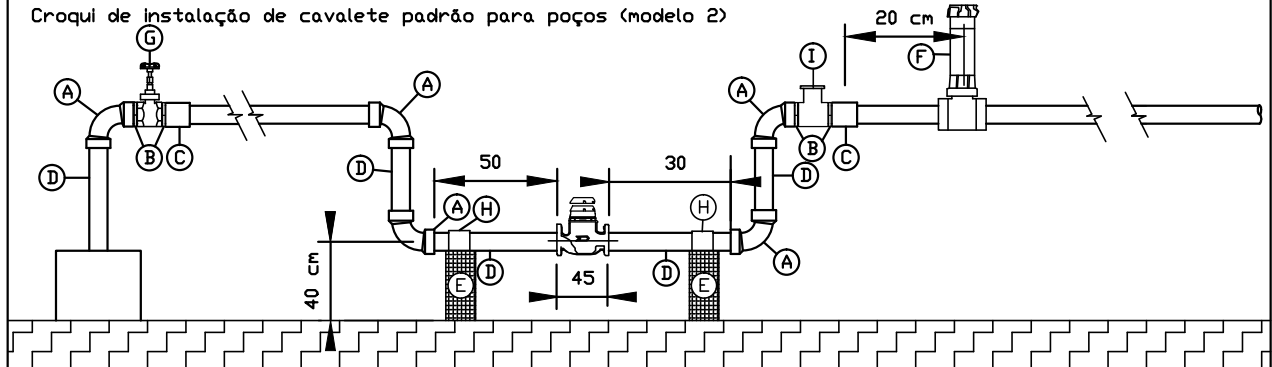 Croqui de instalação de cavalete padrão para poços (modelo 2)
20 cm
G
I
F
A
A
A
B
C
B
C
D
D
50
30
D
A
H
H
A
D
D
E
45
E
40 cm